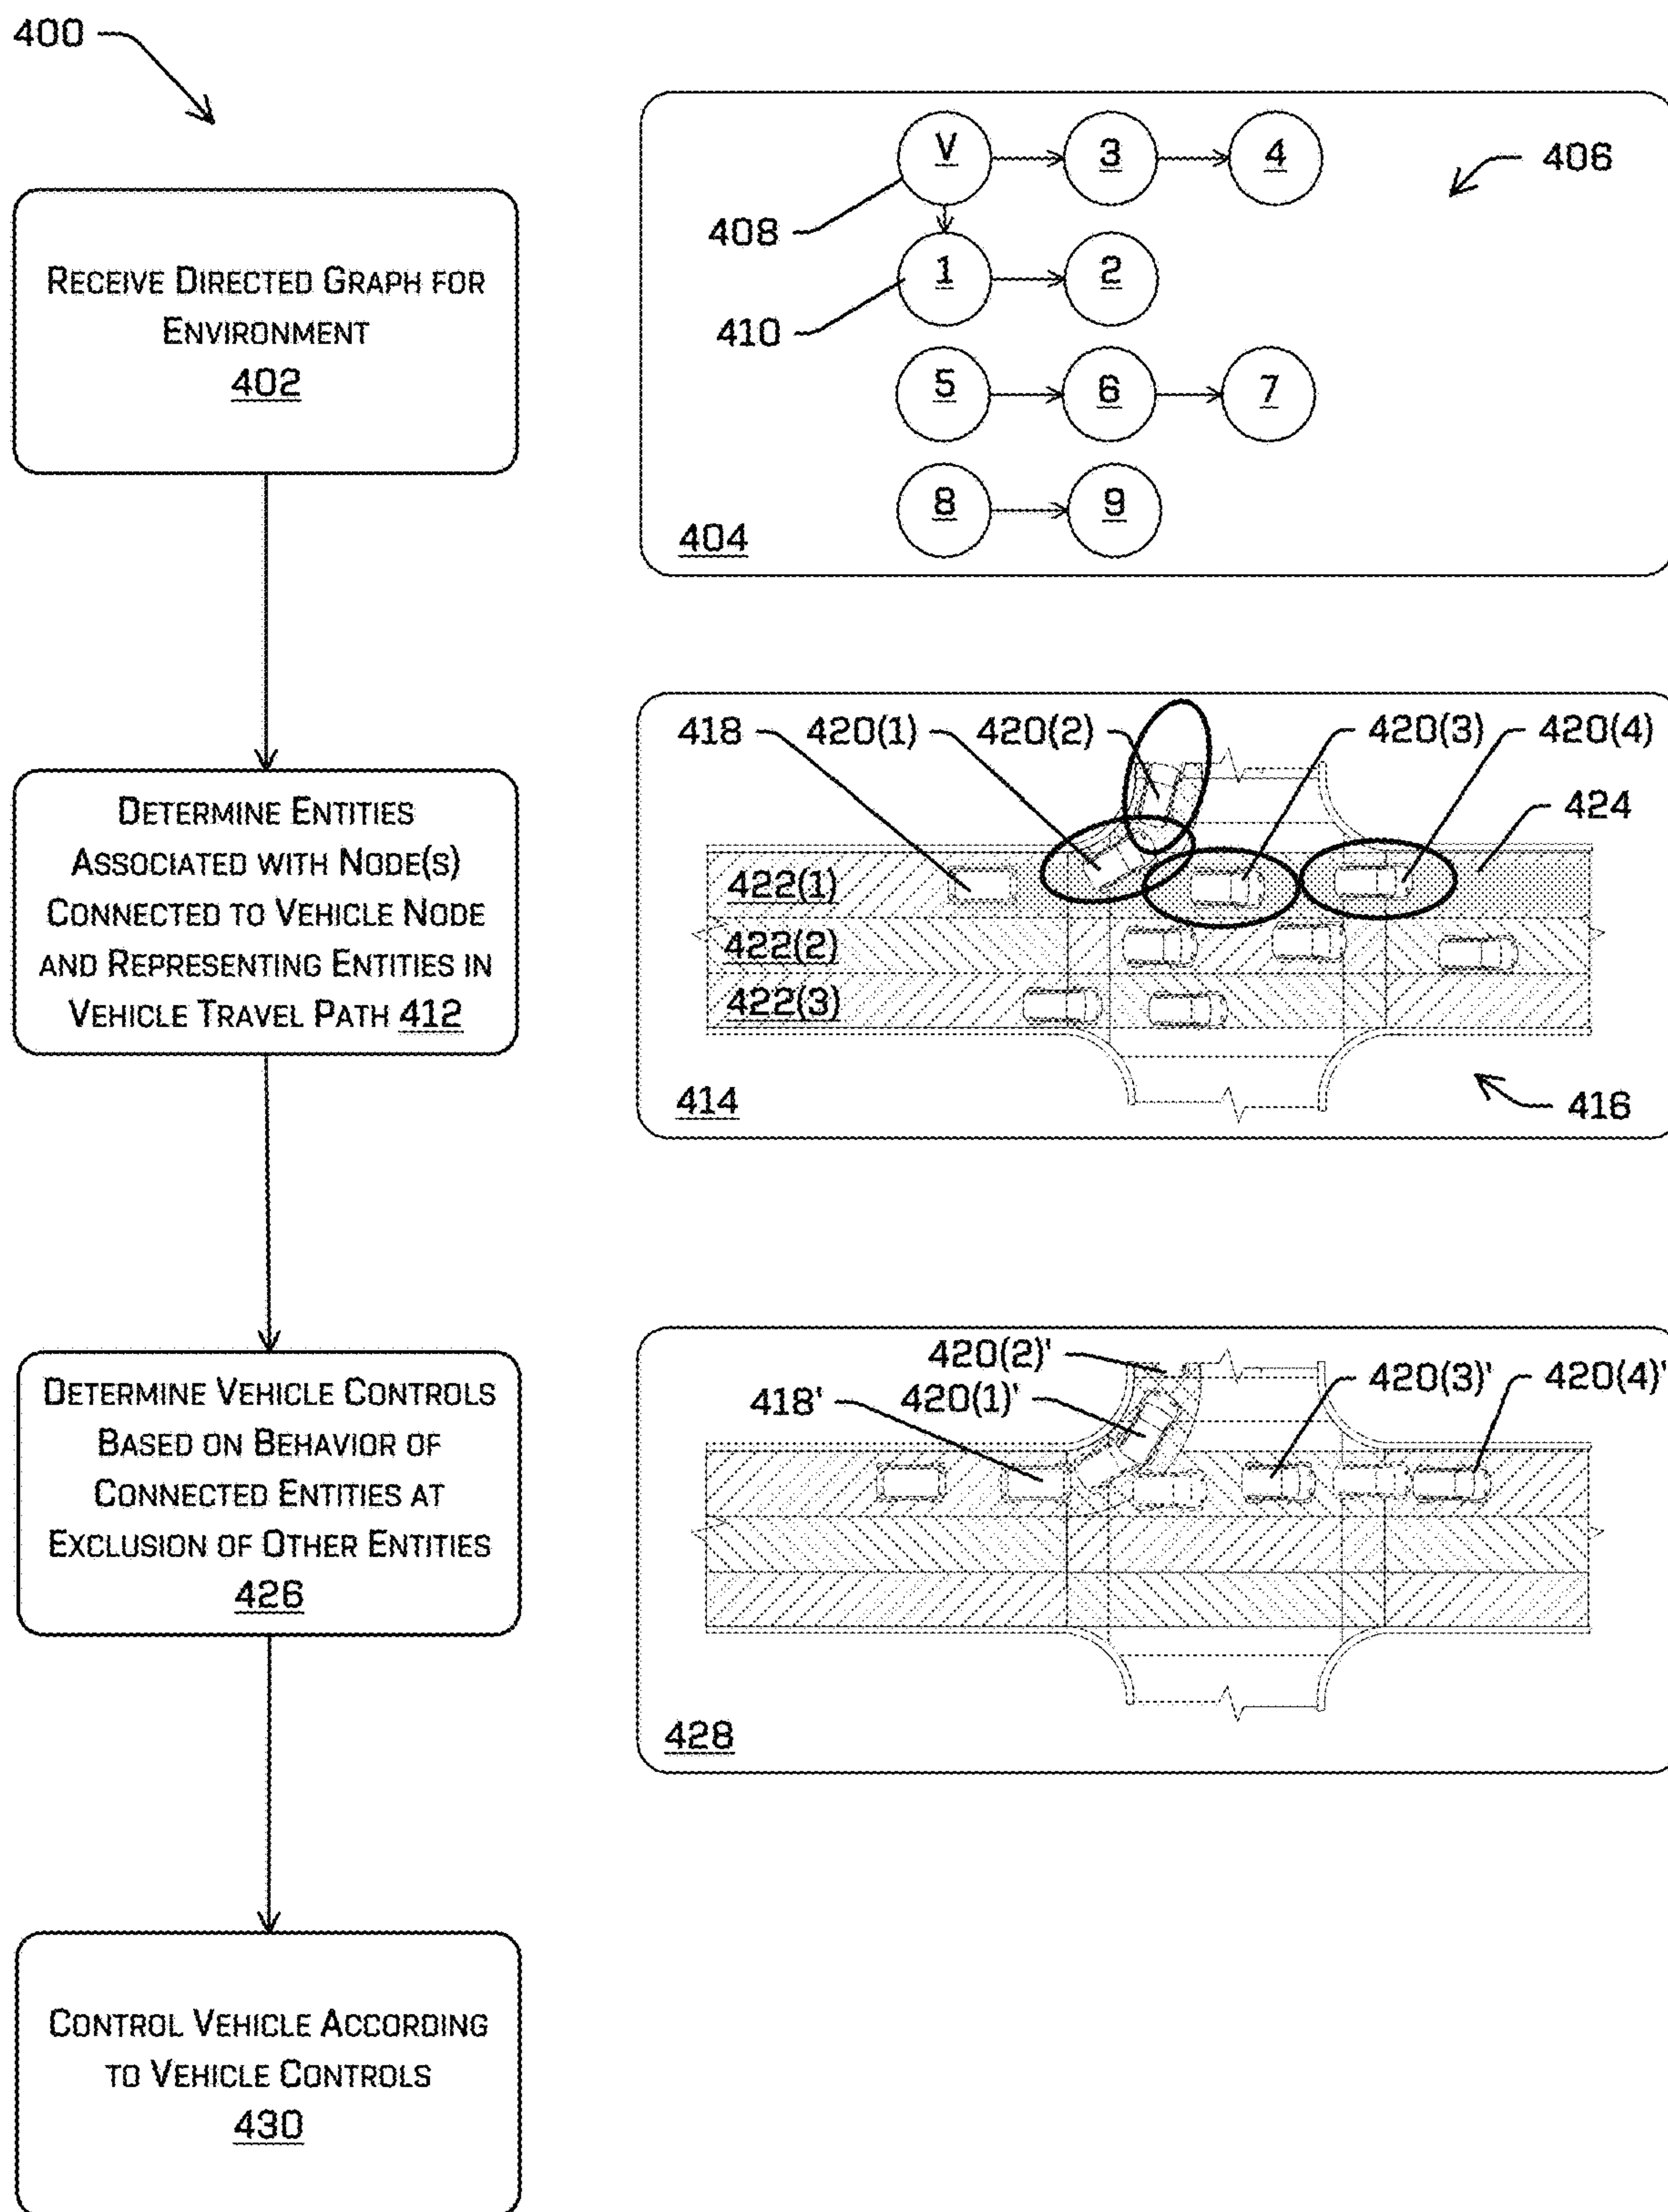 400
RECEIVE DIRECTED GRAPH FOR
ENVIRONMENT
402
V
3
4
406
408
1
2
410
5
6
7
8
9
404
DETERMINE ENTITIES
ASSOCIATED WITH NODE(S)
CONNECTED TO VEHICLE NODE
AND REPRESENTING ENTITIES IN
VEHICLE TRAVEL PATH 412
418
420(1)
420(2)
420(3)
420(4)
424
422(1)
422(2)
422(3)
414
416
DETERMINE VEHICLE CONTROLS
BASED ON BEHAVIOR OF
CONNECTED ENTITIES AT
EXCLUSION OF OTHER ENTITIES
426
420(2)'
418'
420(1)'
420(3)'
420(4)'
428
CONTROL VEHICLE ACCORDING
TO VEHICLE CONTROLS
430